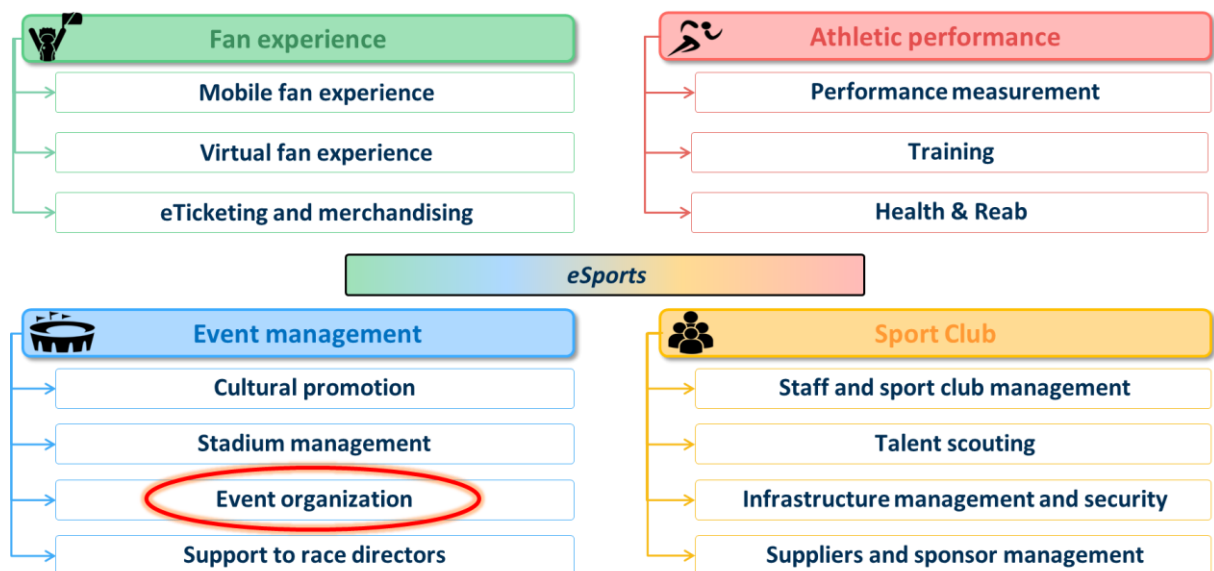 Fan experience
Mobile fan experience
Virtual fan experience
eTicketing and merchandising
Athletic performance
Performance measurement
Training
Health & Reab
eSports
Event management
Cultural promotion
Stadium management
Event organization
Support to race directors
Sport Club
Staff and sport club management
Talent scouting
Infrastructure management and security
Suppliers and sponsor management